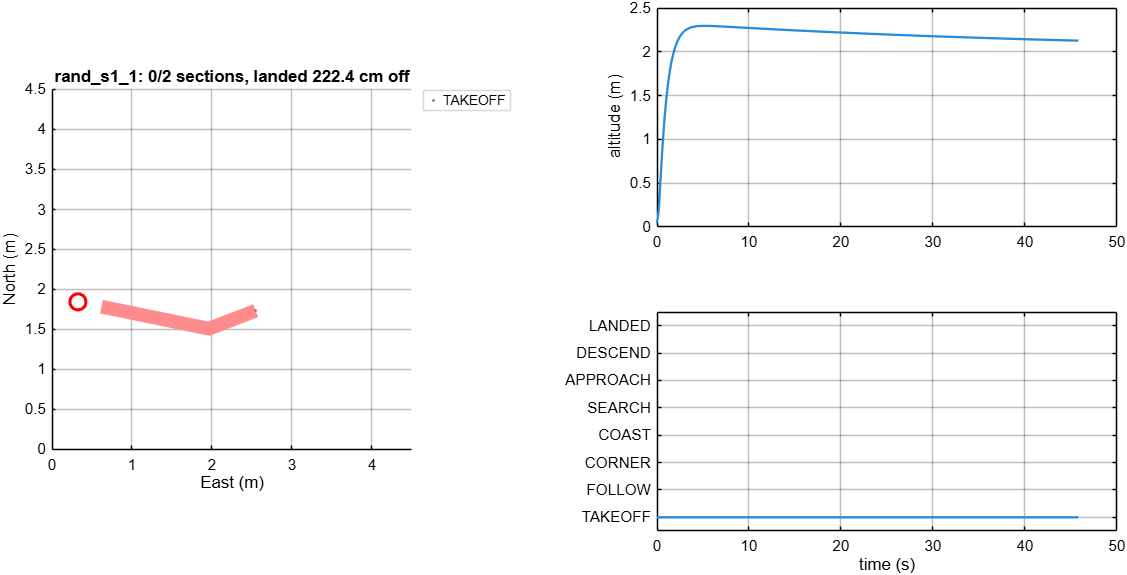 rand_s1_1: 0/2 sections, landed 222.4 cm off
TAKEOFF
4.5
4
3.5
3
2.5
2
1.5
1
0.5
0
North (m)
0 1 2 3 4
East (m)
2.5
2
1.5
1
0.5
0
altitude (m)
0 10 20 30 40 50
LANDED
DESCEND
APPROACH
SEARCH
COAST
CORNER
FOLLOW
TAKEOFF
0 10 20 30 40 50
time (s)